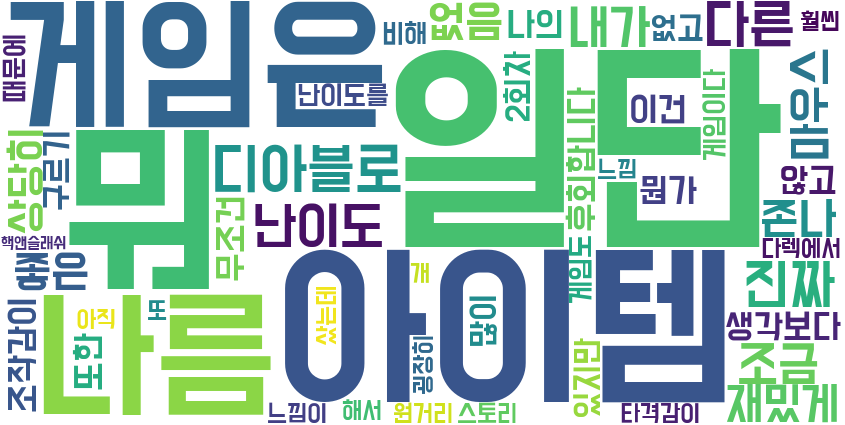 게임은
비해
없음
나의
내가
없고
다른
훨씬
때문에
난이도를
2회차
일단
이건
게임이다
수많은
상당히
구르기
뭐
디아블로
후회합니다
느낌
뭔가
않고
존나
핵앤슬래쉬
무조건
난이도
다렉에서
좋은
아이템
게임도
진짜
조작감이
나름
아직
또
샀는데
개
많이
생각보다
또한
굉장히
있지만
조금
재밌게
느낌이
해서
원거리
스토리
타격감이